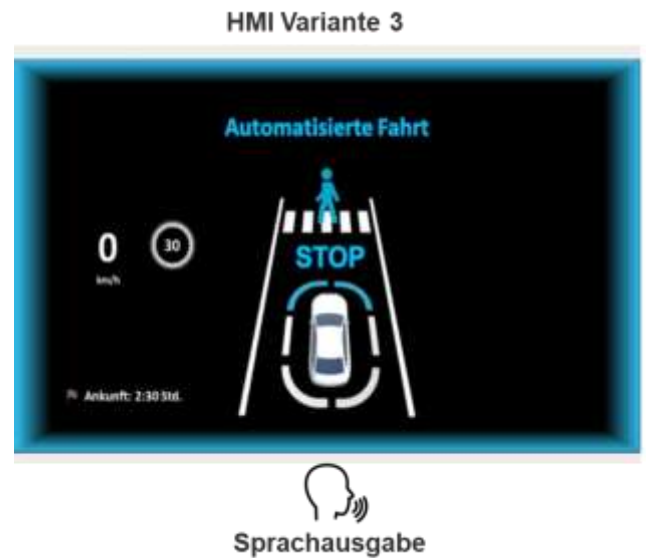 HMI Variante 3
Automatisierte Fahrt
STOP
0
30
km/h
Ankunft: 2:30 Std.
Sprachausgabe